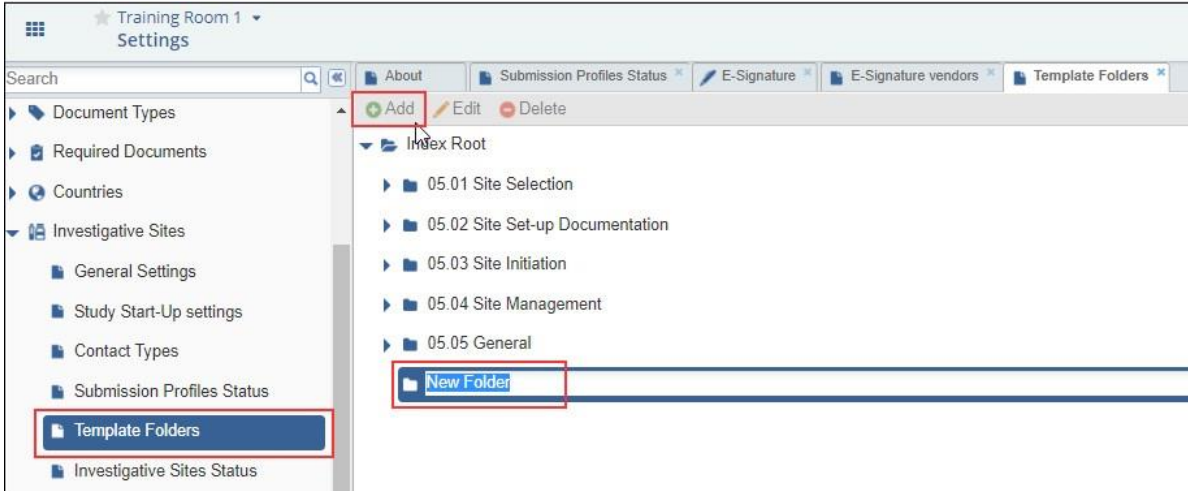 Training Room 1
Settings
Search
About
Submission Profiles Status
E-Signature
E-Signature vendors
Template Folders
Add
Edit
Delete
Document Types
Required Documents
Countries
Investigative Sites
General Settings
Study Start-Up settings
Contact Types
Submission Profiles Status
Template Folders
Investigative Sites Status
Index Root
05.01 Site Selection
05.02 Site Set-up Documentation
05.03 Site Initiation
05.04 Site Management
05.05 General
New Folder